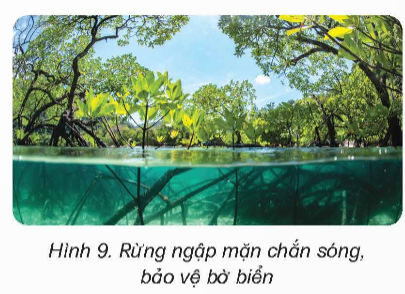 Hình 9. Rừng ngập mặn chắn sóng,
bảo vệ bờ biển